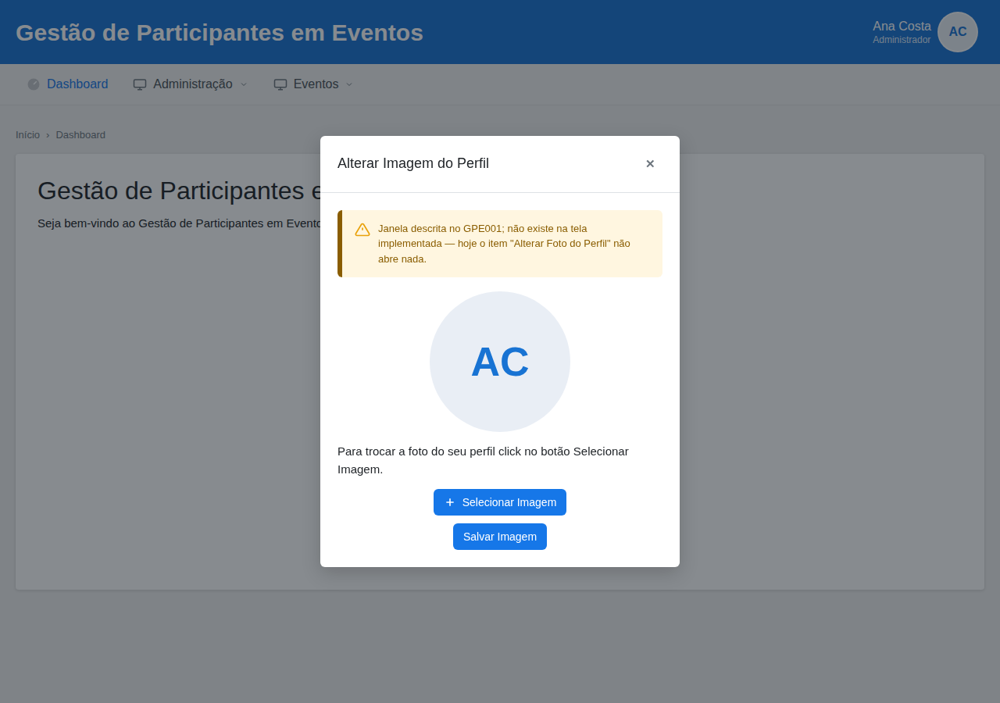 Gestão de Participantes em Eventos
Ana Costa
Administrador
AC
Dashboard
Administração
Eventos
Início › Dashboard
Gestão de Participantes e
Seja bem-vindo ao Gestão de Participantes em Evento
Alterar Imagem do Perfil
Janela descrita no GPE001; não existe na tela
implementada — hoje o item "Alterar Foto do Perfil" não
abre nada.
AC
Para trocar a foto do seu perfil click no botão Selecionar
Imagem.
Selecionar Imagem
Salvar Imagem